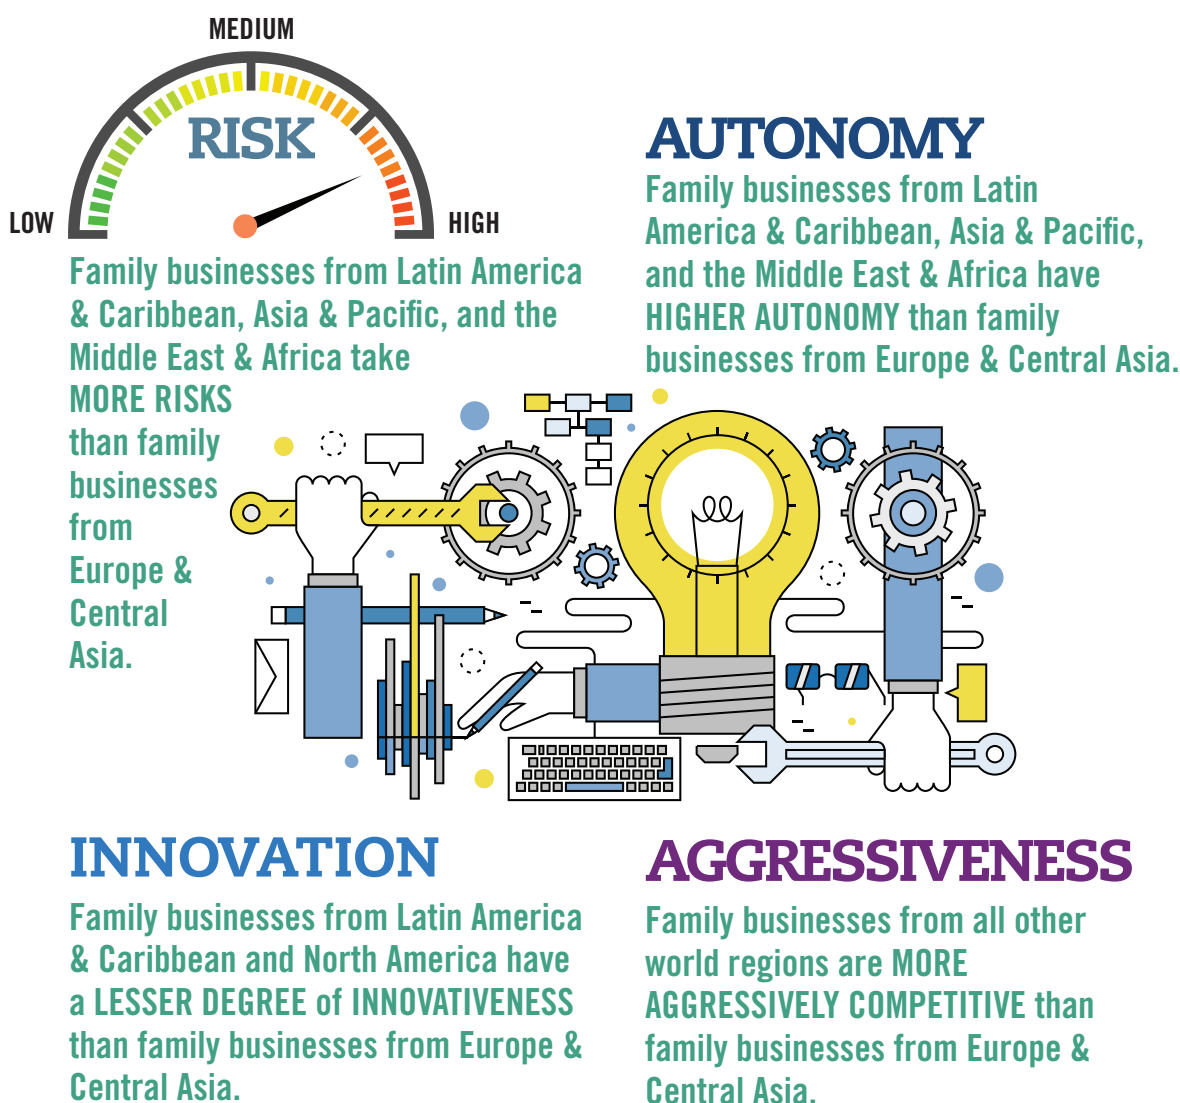 MEDIUM
RISK
LOW
HIGH
Family businesses from Latin America
& Caribbean, Asia & Pacific, and the
Middle East & Africa take
MORE RISKS
than family
businesses
from
Europe &
Central
Asia.
AUTONOMY
Family businesses from Latin
America & Caribbean, Asia & Pacific,
and the Middle East & Africa have
HIGHER AUTONOMY than family
businesses from Europe & Central Asia.
INNOVATION
Family businesses from Latin America
& Caribbean and North America have
a LESSER DEGREE of INNOVATIVENESS
than family businesses from Europe &
Central Asia.
AGGRESSIVENESS
Family businesses from all other
world regions are MORE
AGGRESSIVELY COMPETITIVE than
family businesses from Europe &
Central Asia.